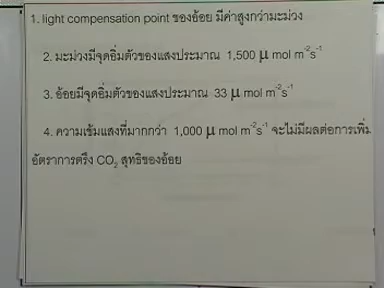 1. light compensation point ของอ้อย มีค่าสูงกว่ามะม่วง
2. มะม่วงมีจุดอิ่มตัวของแสงประมาณ 1,500 μ mol m⁻²s⁻¹
3. อ้อยมีจุดอิ่มตัวของแสงประมาณ 33 μ mol m⁻²s⁻¹
4. ความเข้มแสงที่มากกว่า 1,000 μ mol m⁻²s⁻¹ จะไม่มีผลต่อการเพิ่ม
อัตราการตรึง CO₂ สุทธิของอ้อย